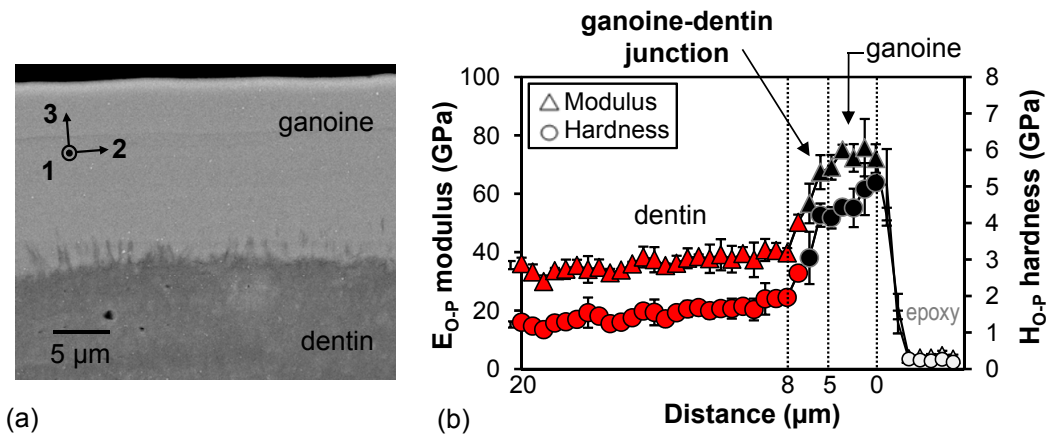 ganoine
3
2
1
dentin
5 μm
(a)
ganoine-dentin
junction
ganoine
Modulus
Hardness
dentin
epoxy
E_O-P modulus (GPa)
100
80
60
40
20
0
H_O-P hardness (GPa)
8
7
6
5
4
3
2
1
0
20
8
5
0
Distance (μm)
(b)